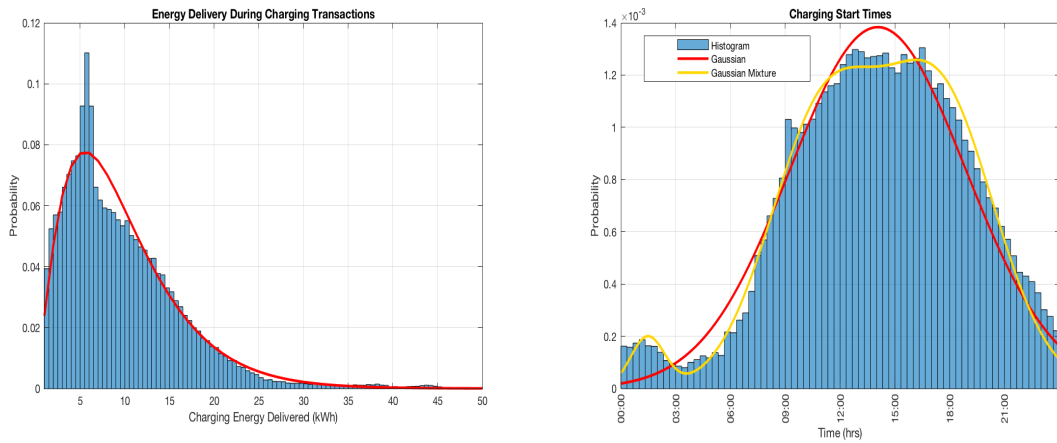 Energy Delivery During Charging Transactions
0.12
0.1
0.08
0.06
0.04
0.02
0
Probability
5 10 15 20 25 30 35 40 45 50
Charging Energy Delivered (kWh)
Charging Start Times
×10⁻³
1.4
1.2
1
0.8
0.6
0.4
0.2
0
Probability
Histogram
Gaussian
Gaussian Mixture
00:00 03:00 06:00 09:00 12:00 15:00 18:00 21:00
Time (hrs)